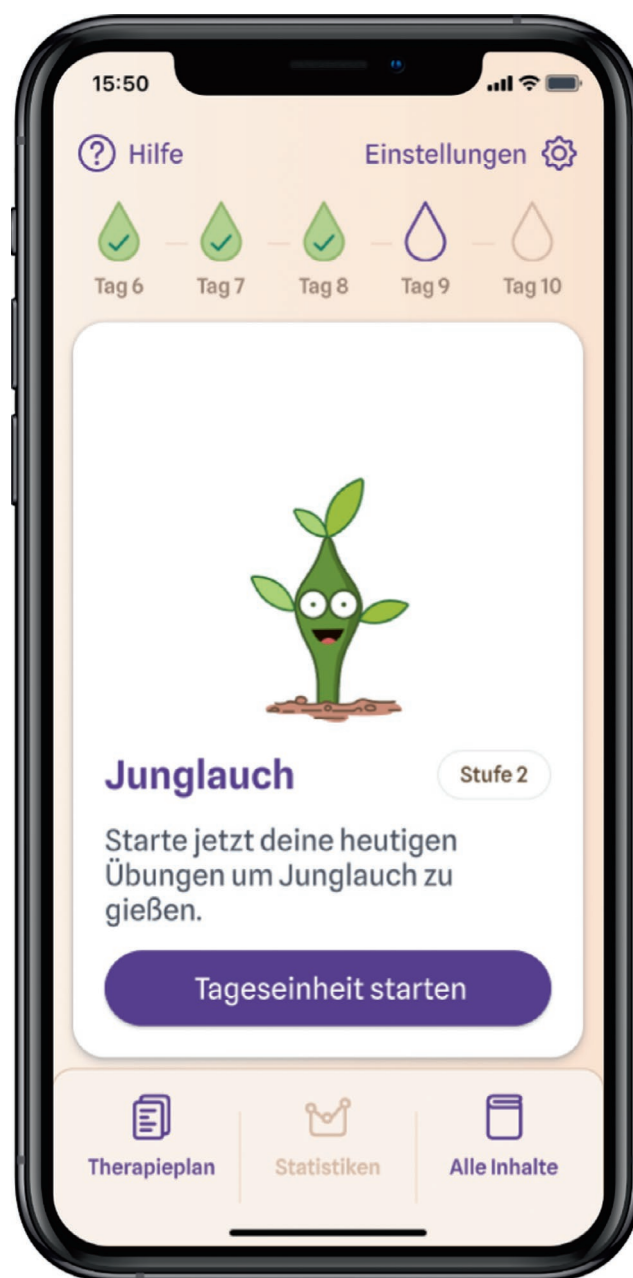 15:50
Hilfe
Einstellungen
Tag 6
Tag 7
Tag 8
Tag 9
Tag 10
Junglauch
Stufe 2
Starte jetzt deine heutigen
Übungen um Junglauch zu
gießen.
Tageseinheit starten
Therapieplan
Statistiken
Alle Inhalte